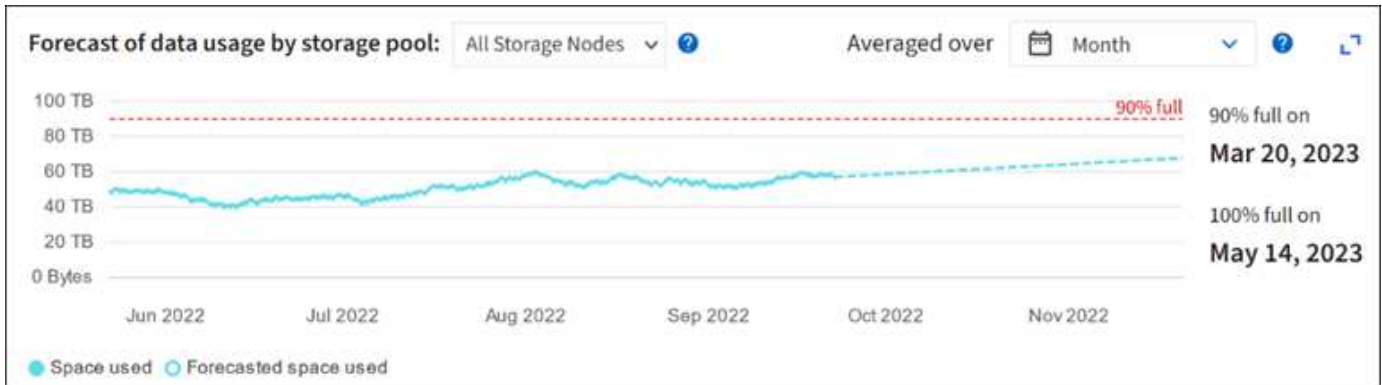 Forecast of data usage by storage pool: All Storage Nodes Averaged over Month
100 TB
90% full
80 TB
60 TB
40 TB
20 TB
0 Bytes
Jun 2022 Jul 2022 Aug 2022 Sep 2022 Oct 2022 Nov 2022
Space used Forecasted space used
90% full on
Mar 20, 2023
100% full on
May 14, 2023